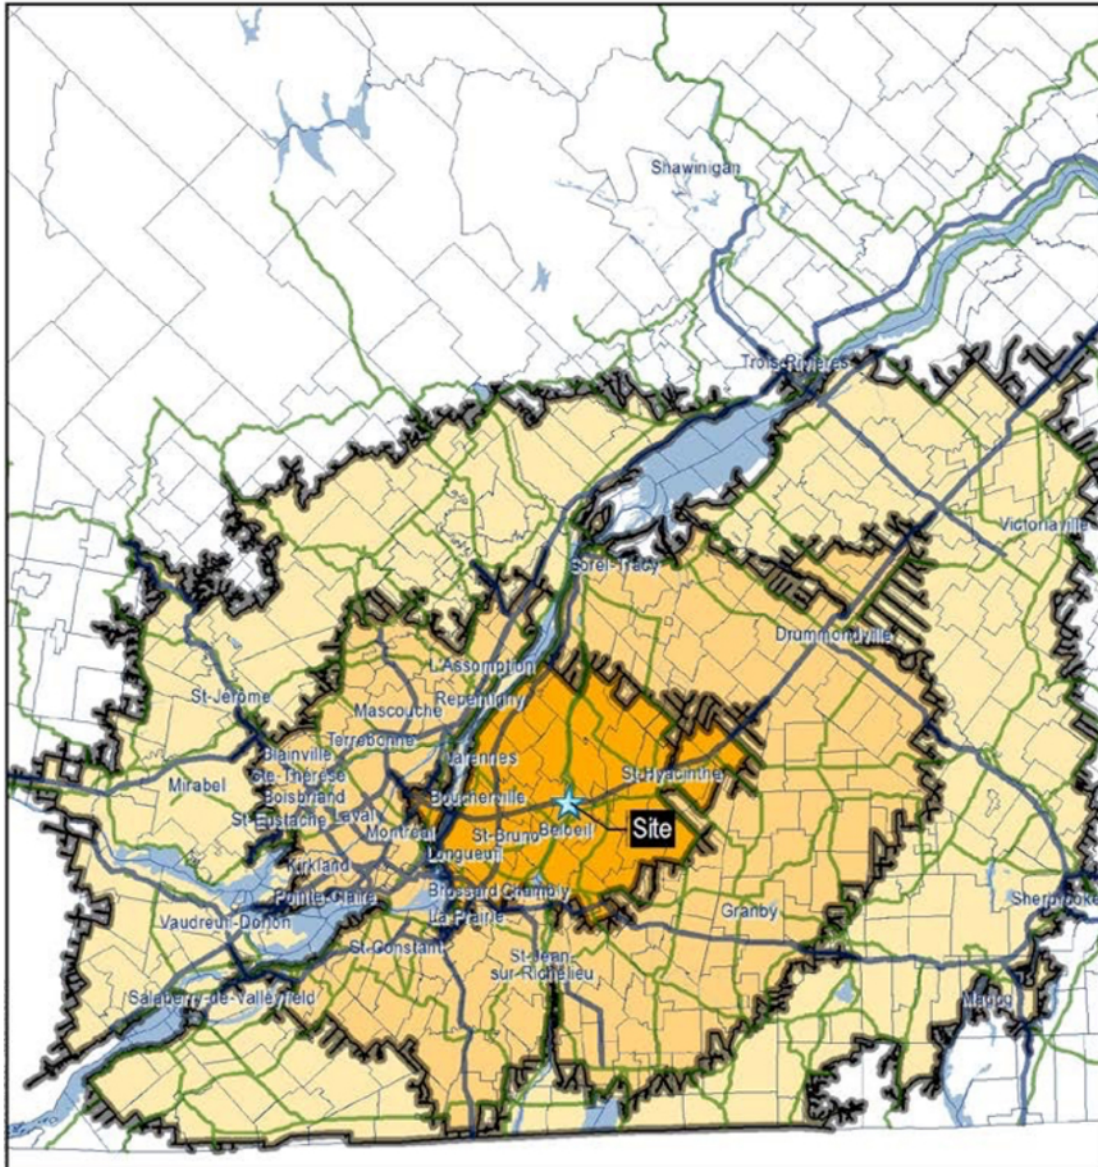 Shawinigan
Trois-Rivières
Victoriaville
Sorel-Tracy
Drummondville
L'Assomption
St-Jérôme
Repentigny
Mascouche
Terrebonne
Blainville
Varennes
Ste-Thérèse
St-Hyacinthe
Mirabel
Boisbriand
Boucherville
St-Eustache
Laval
Montréal
St-Bruno
Beloeil
Site
Longueuil
Kirkland
Pointe-Claire
Brossard
Chambly
Sherbrooke
La Prairie
Granby
Vaudreuil-Dorion
St-Constant
St-Jean-
sur-Richelieu
Salaberry-de-Valleyfield
Magog